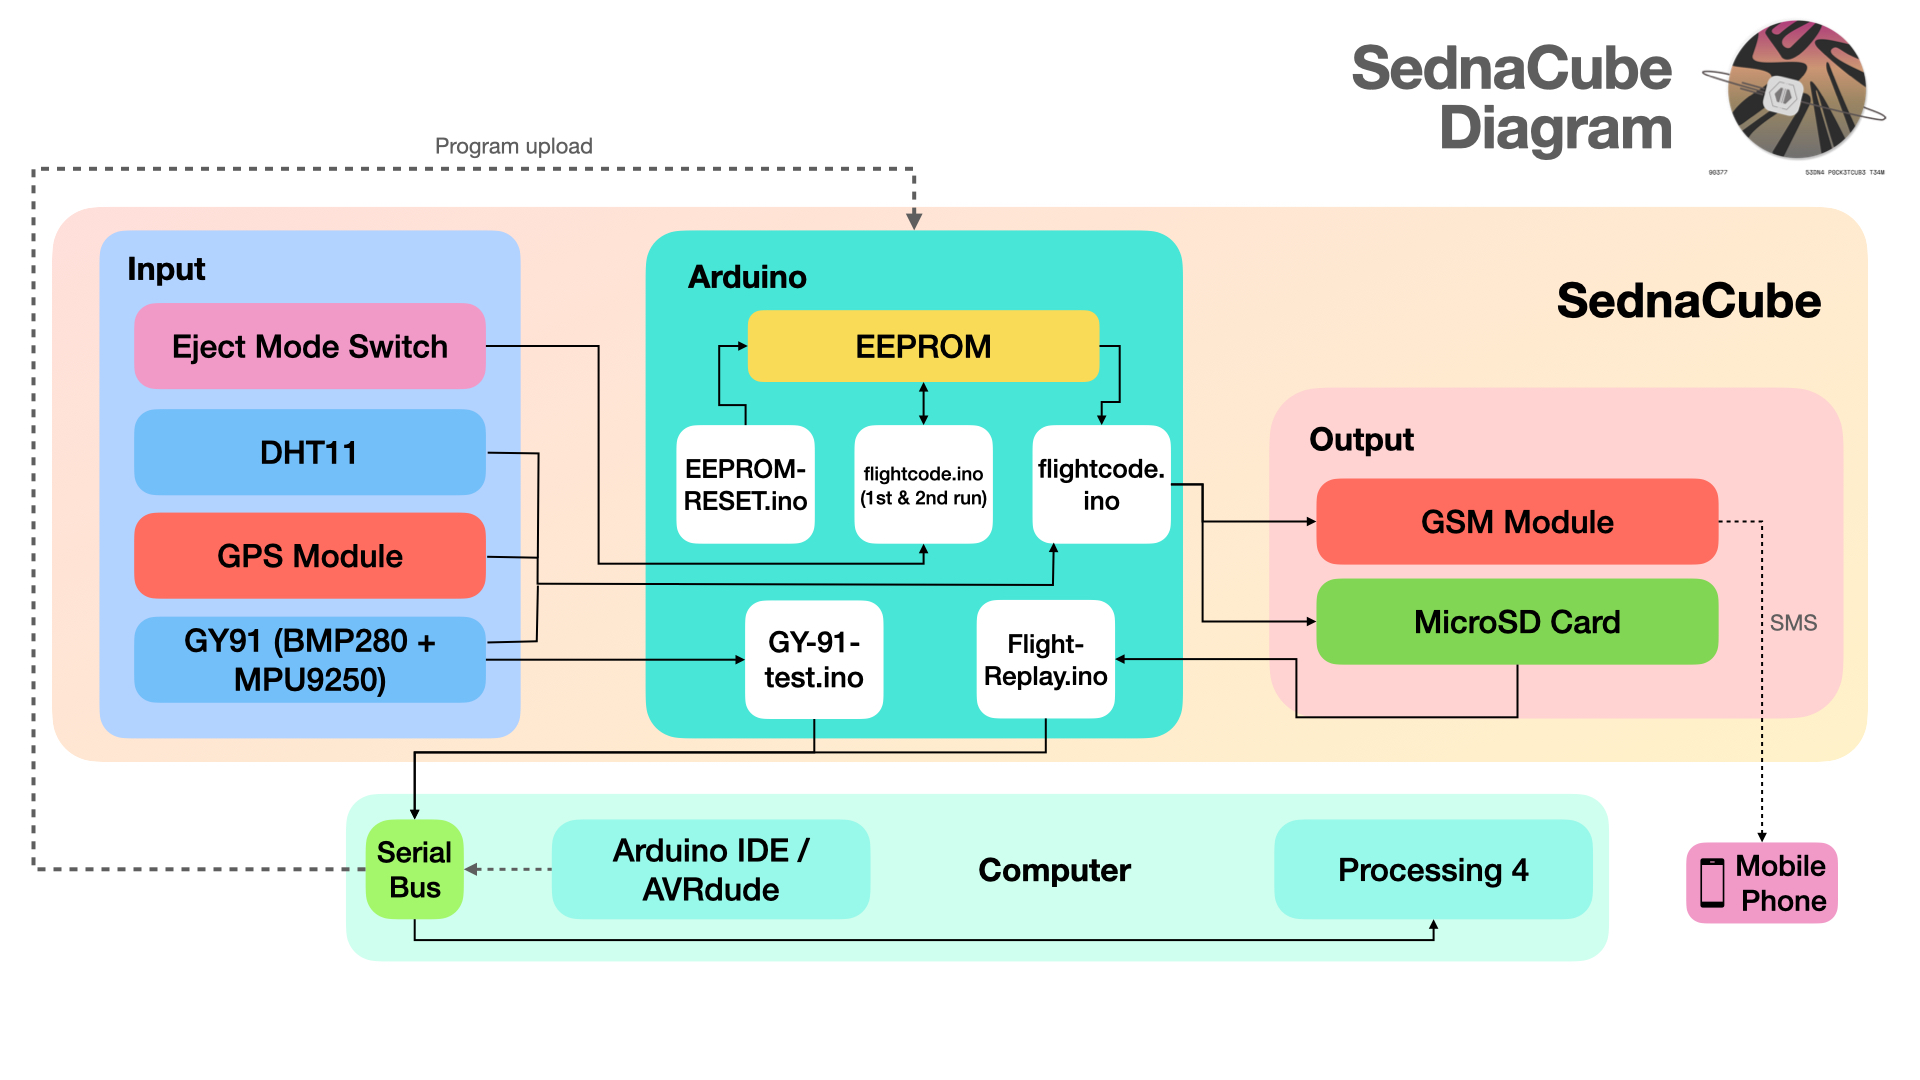 SednaCube
Diagram
90377
53DN4 P0CK3TCUB3 T34M
Program upload
Input
Eject Mode Switch
DHT11
GPS Module
GY91 (BMP280 +
MPU9250)
Arduino
EEPROM
EEPROM-
RESET.ino
flightcode.ino
(1st & 2nd run)
flightcode.
ino
GY-91-
test.ino
Flight-
Replay.ino
SednaCube
Output
GSM Module
MicroSD Card
SMS
Serial
Bus
Arduino IDE /
AVRdude
Computer
Processing 4
Mobile
Phone